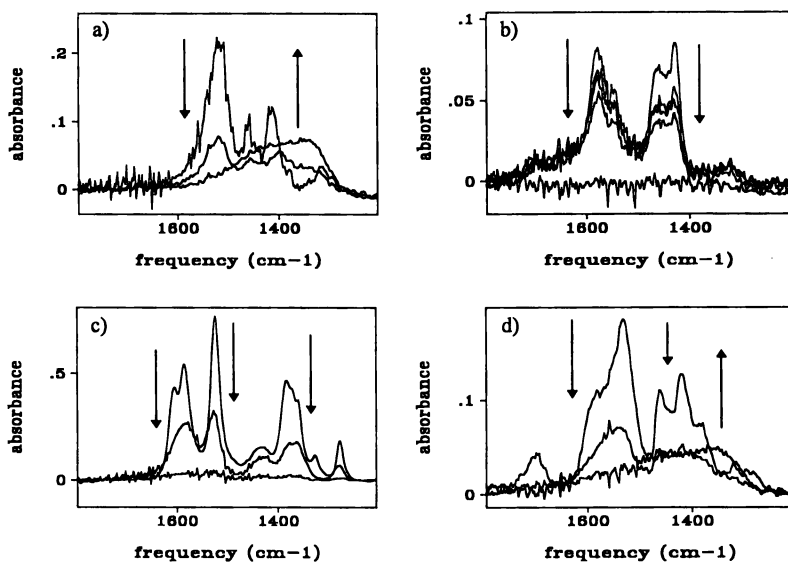 a)
.2
.1
0
absorbance
1600 1400
frequency (cm-1)
b)
.1
.05
0
absorbance
1600 1400
frequency (cm-1)
c)
.5
0
absorbance
1600 1400
frequency (cm-1)
d)
.1
0
absorbance
1600 1400
frequency (cm-1)